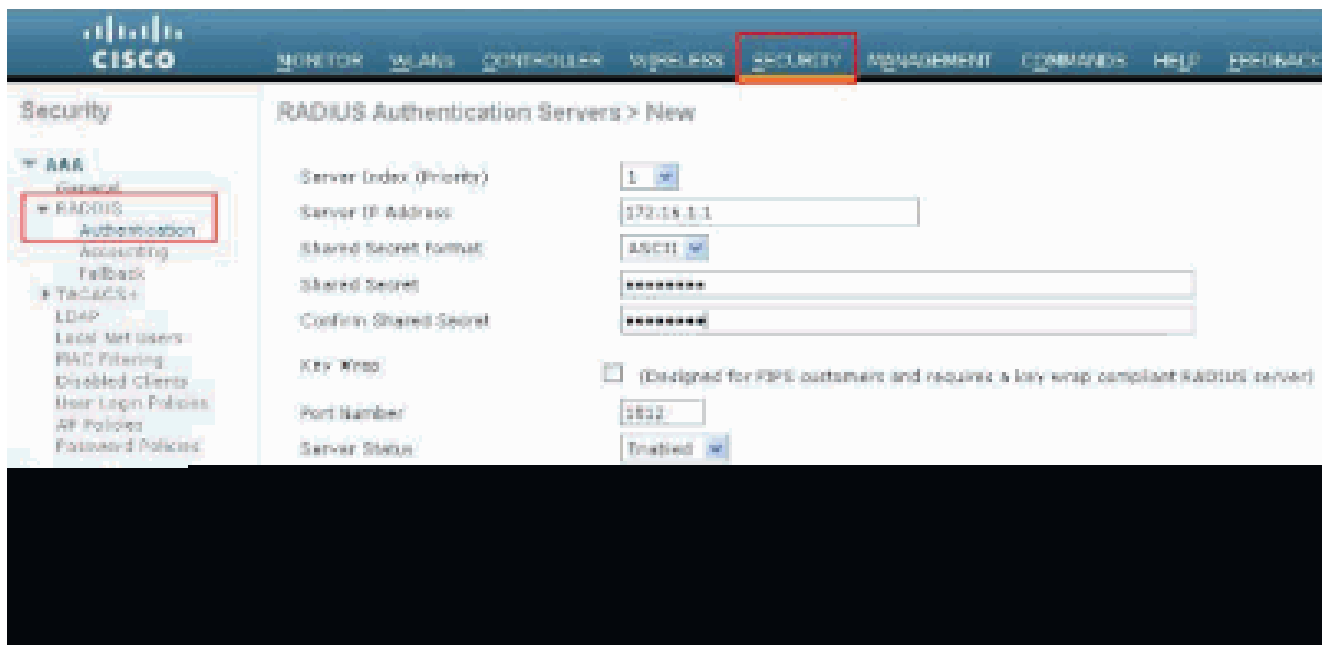 CISCO
MONITOR WLANs CONTROLLER WIRELESS SECURITY MANAGEMENT COMMANDS HELP FEEDBACK
Security
AAA
General
RADIUS
Authentication
Accounting
Fallback
TACACS+
LDAP
Local Net Users
MAC Filtering
Disabled Clients
User Login Policies
AP Policies
Password Policies
RADIUS Authentication Servers > New
Server Index (Priority) 1
Server IP Address 172.16.1.1
Shared Secret Format ASCII
Shared Secret ••••••••
Confirm Shared Secret ••••••••
Key Wrap (Designed for FIPS customers and requires a key wrap compliant RADIUS server)
Port Number 1812
Server Status Enabled